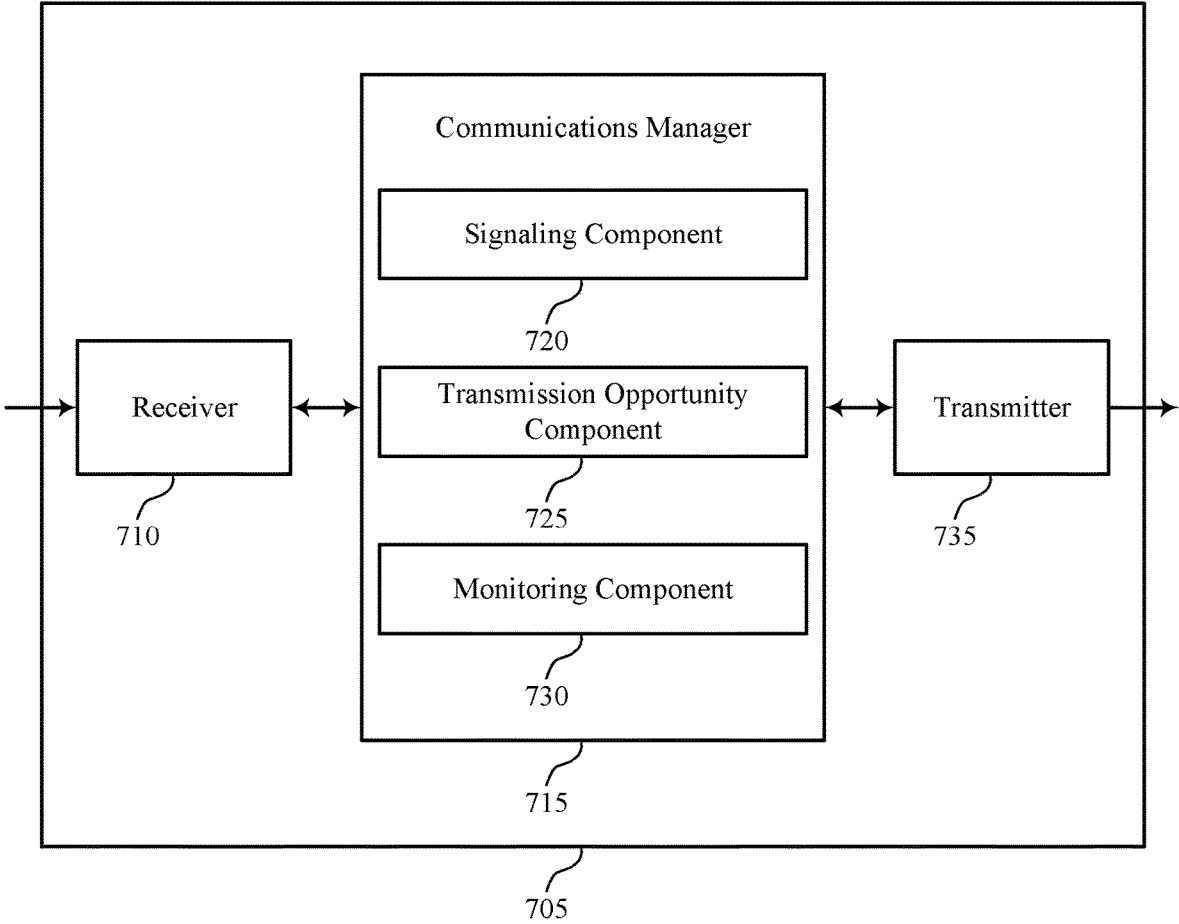 Communications Manager
Signaling Component
720
Receiver
710
Transmission Opportunity
Component
725
Transmitter
735
Monitoring Component
730
715
705